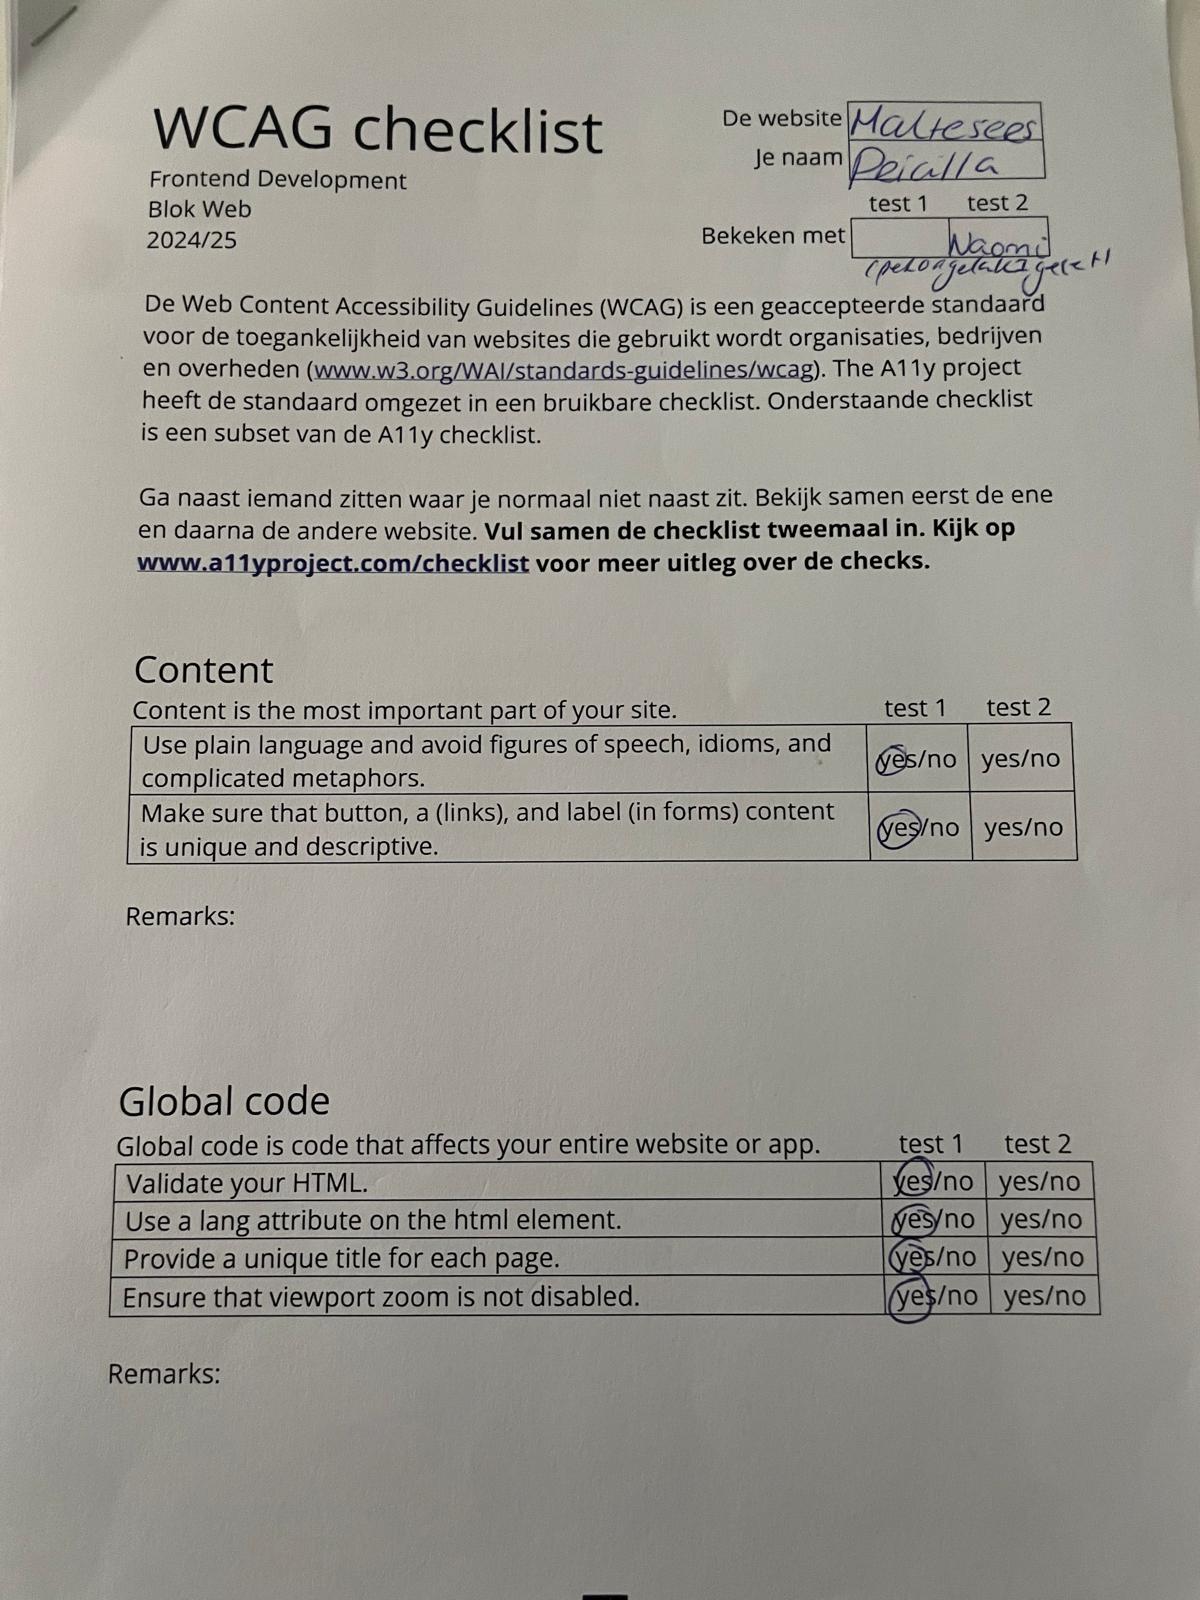 WCAG checklist
Frontend Development
Blok Web
2024/25
De website Maltesees
Je naam
test 1 test 2
Bekeken met Naomi
De Web Content Accessibility Guidelines (WCAG) is een geaccepteerde standaard
voor de toegankelijkheid van websites die gebruikt wordt organisaties, bedrijven
en overheden (www.w3.org/WAI/standards-guidelines/wcag). The A11y project
heeft de standaard omgezet in een bruikbare checklist. Onderstaande checklist
is een subset van de A11y checklist.
Ga naast iemand zitten waar je normaal niet naast zit. Bekijk samen eerst de ene
en daarna de andere website. Vul samen de checklist tweemaal in. Kijk op
www.a11yproject.com/checklist voor meer uitleg over de checks.
Content
Content is the most important part of your site. test 1 test 2
Use plain language and avoid figures of speech, idioms, and
complicated metaphors. yes/no yes/no
Make sure that button, a (links), and label (in forms) content
is unique and descriptive. yes/no yes/no
Remarks:
Global code
Global code is code that affects your entire website or app. test 1 test 2
Validate your HTML. yes/no yes/no
Use a lang attribute on the html element. yes/no yes/no
Provide a unique title for each page. yes/no yes/no
Ensure that viewport zoom is not disabled. yes/no yes/no
Remarks: